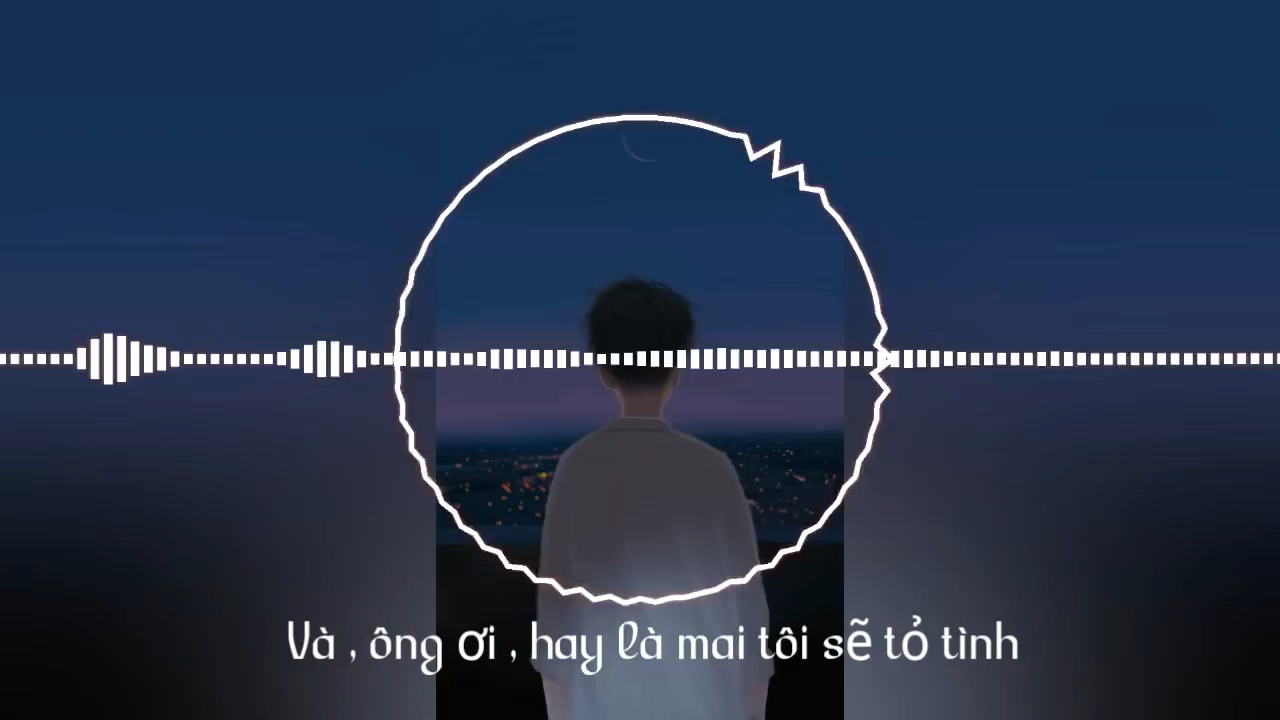 Và , ông ơi , hay là mai tôi sẽ tỏ tình